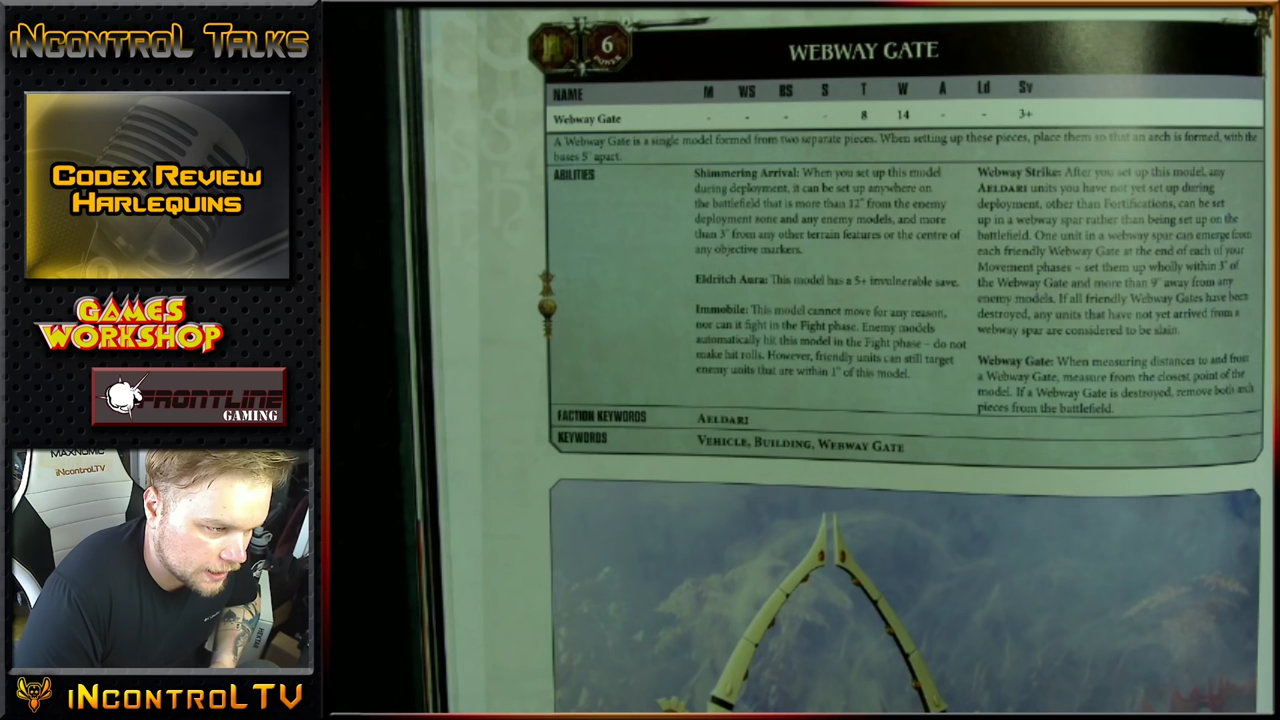 iNcontroL Talks
Codex Review
Harlequins
GAMES
WORKSHOP
FRONTLINE
GAMING
MAXNOMIC
iNcontroLTV
iNcontroLTV
6
POWER
WEBWAY GATE
NAME M WS BS S T W A Ld Sv
Webway Gate - - - - 8 14 - - 3+
A Webway Gate is a single model formed from two separate pieces. When setting up these pieces, place them so that an arch is formed, with the
bases 5" apart.
ABILITIES
Shimmering Arrival: When you set up this model
during deployment, it can be set up anywhere on
the battlefield that is more than 12" from the enemy
deployment zone and any enemy models, and more
than 3" from any other terrain features or the centre of
any objective markers.
Eldritch Aura: This model has a 5+ invulnerable save.
Immobile: This model cannot move for any reason,
nor can it fight in the Fight phase. Enemy models
automatically hit this model in the Fight phase – do not
make hit rolls. However, friendly units can still target
enemy units that are within 1" of this model.
Webway Strike: After you set up this model, any
AELDARI units you have not yet set up during
deployment, other than Fortifications, can be set
up in a webway spar rather than being set up on the
battlefield. One unit in a webway spar can emerge from
each friendly Webway Gate at the end of each of your
Movement phases – set them up wholly within 3" of
the Webway Gate and more than 9" away from any
enemy models. If all friendly Webway Gates have been
destroyed, any units that have not yet arrived from a
webway spar are considered to be slain.
Webway Gate: When measuring distances to and from
a Webway Gate, measure from the closest point of the
model. If a Webway Gate is destroyed, remove both arch
pieces from the battlefield.
FACTION KEYWORDS AELDARI
KEYWORDS VEHICLE, BUILDING, WEBWAY GATE